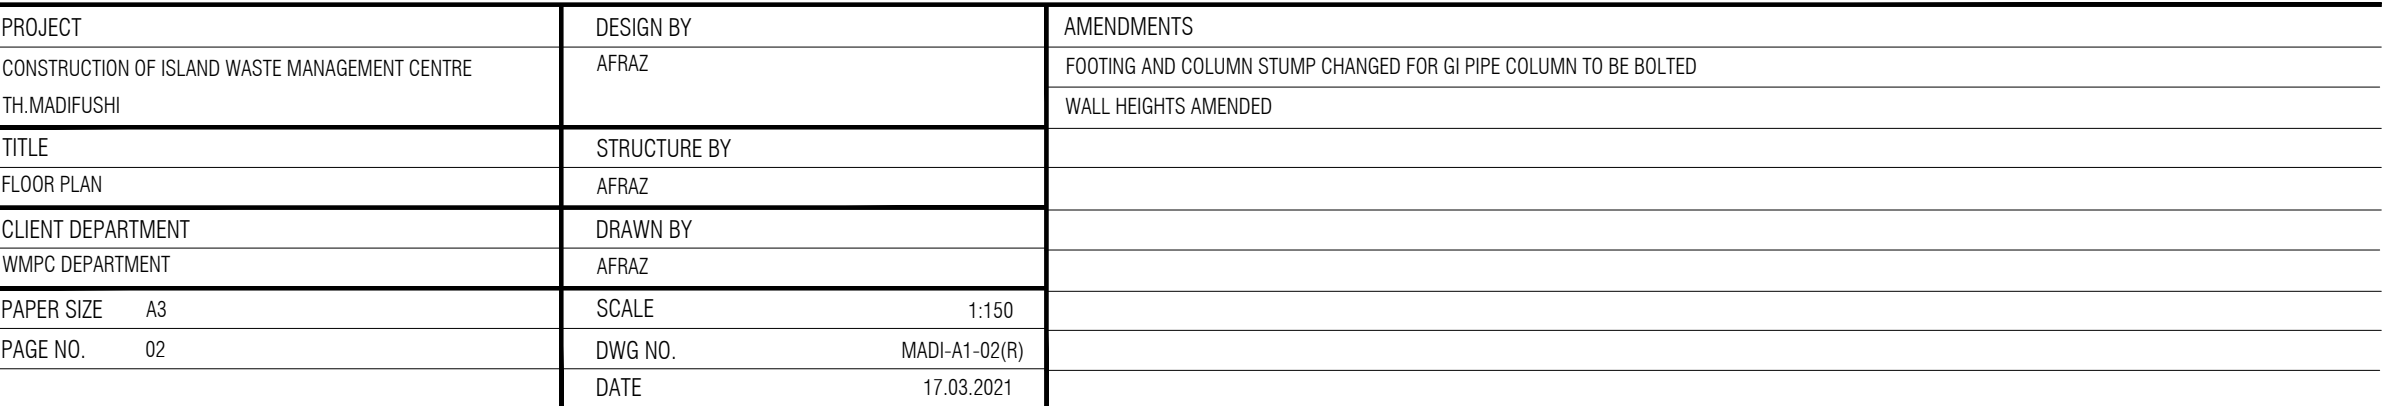 PROJECT
CONSTRUCTION OF ISLAND WASTE MANAGEMENT CENTRE
TH.MADIFUSHI
TITLE
FLOOR PLAN
CLIENT DEPARTMENT
WMPC DEPARTMENT
PAPER SIZE A3
PAGE NO. 02
DESIGN BY
AFRAZ
STRUCTURE BY
AFRAZ
DRAWN BY
AFRAZ
SCALE 1:150
DWG NO. MADI-A1-02(R)
DATE 17.03.2021
AMENDMENTS
FOOTING AND COLUMN STUMP CHANGED FOR GI PIPE COLUMN TO BE BOLTED
WALL HEIGHTS AMENDED